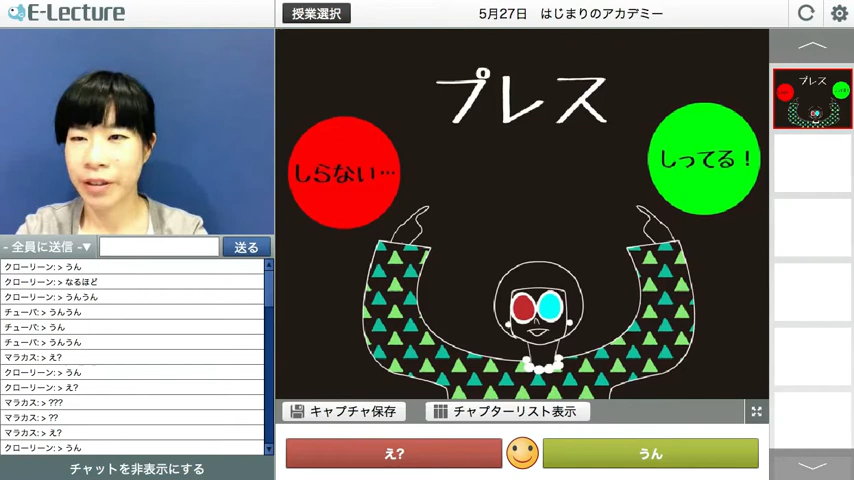 E-Lecture
授業選択
5月27日 はじまりのアカデミー
プレス
しらない…
しってる！
- 全員に送信 -▼
送る
クローリーン: > うん
クローリーン: > なるほど
クローリーン: > うんうん
チューバ: > うんうん
チューバ: > うん
チューバ: > うんうん
マラカス: > え?
クローリーン: > うん
クローリーン: > え?
マラカス: > ???
マラカス: > ??
マラカス: > え?
クローリーン: > うん
チャットを非表示にする
キャプチャ保存
チャプターリスト表示
え?
うん
プレス